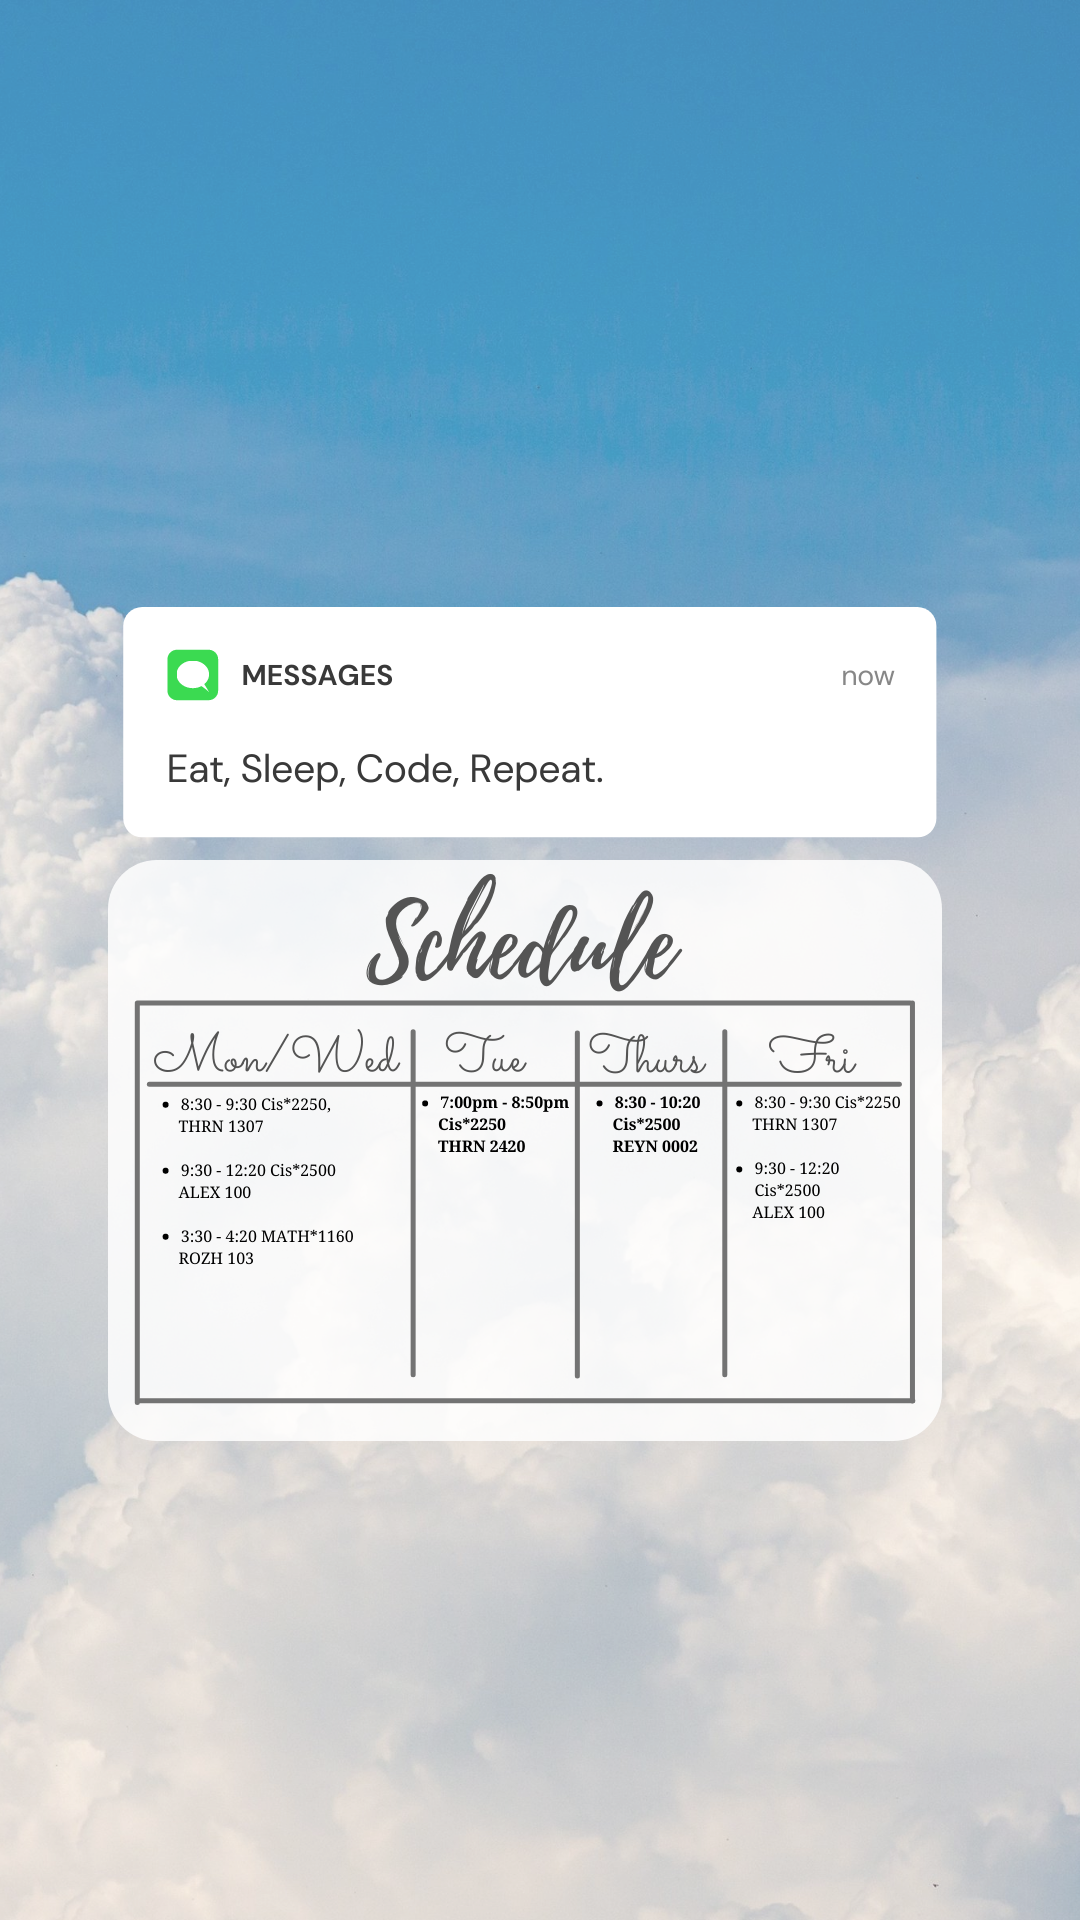 MESSAGES
now
Eat, Sleep, Code, Repeat.
Schedule
Mon/Wed
8:30 - 9:30 Cis*2250,
THRN 1307
9:30 - 12:20 Cis*2500
ALEX 100
3:30 - 4:20 MATH*1160
ROZH 103
Tue
7:00pm - 8:50pm
Cis*2250
THRN 2420
Thurs
8:30 - 10:20
Cis*2500
REYN 0002
Fri
8:30 - 9:30 Cis*2250
THRN 1307
9:30 - 12:20
Cis*2500
ALEX 100